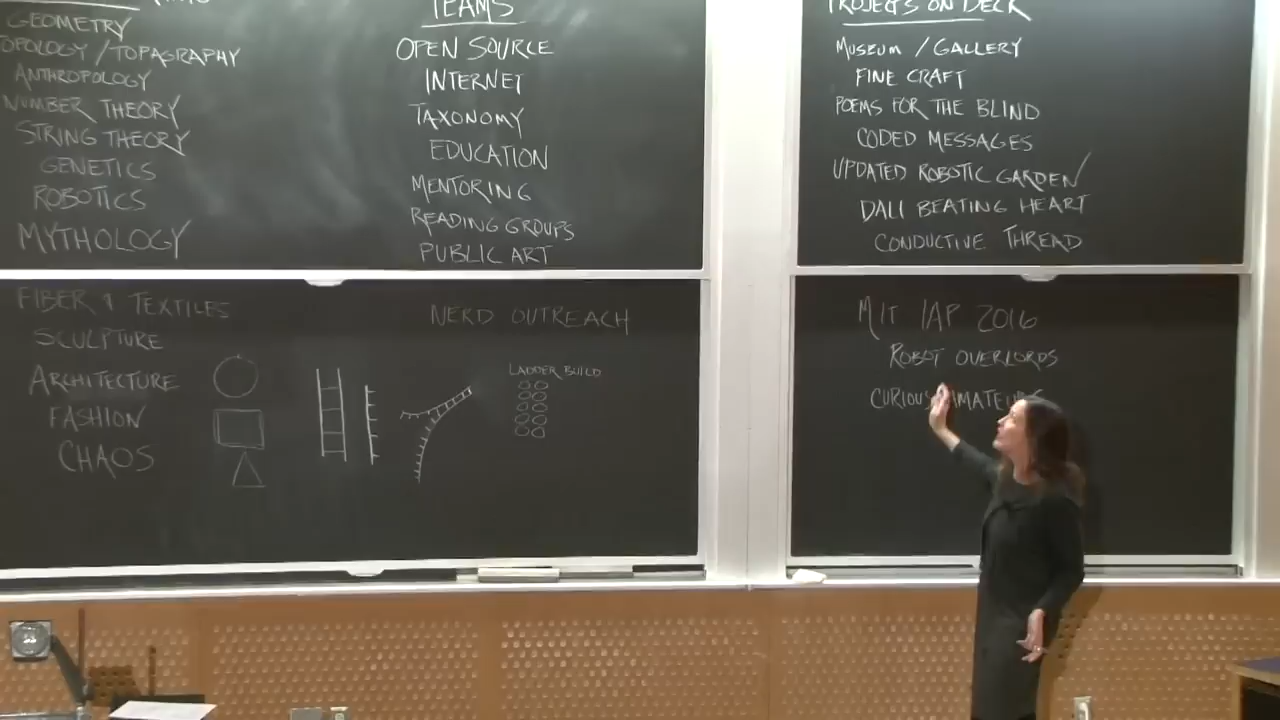 GEOMETRY
TOPOLOGY / TOPAGRAPHY
ANTHROPOLOGY
NUMBER THEORY
STRING THEORY
GENETICS
ROBOTICS
MYTHOLOGY
FIBER & TEXTILES
SCULPTURE
ARCHITECTURE
FASHION
CHAOS
TEAMS
OPEN SOURCE
INTERNET
TAXONOMY
EDUCATION
MENTORING
READING GROUPS
PUBLIC ART
NERD OUTREACH
LADDER BUILD
PROJECTS ON DECK
MUSEUM / GALLERY
FINE CRAFT
POEMS FOR THE BLIND
CODED MESSAGES
UPDATED ROBOTIC GARDEN
DALI BEATING HEART
CONDUCTIVE THREAD
MIT IAP 2016
ROBOT OVERLORDS
CURIOUS AMATEURS